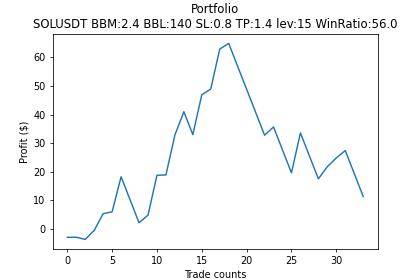 Portfolio
SOLUSDT BBM:2.4 BBL:140 SL:0.8 TP:1.4 lev:15 WinRatio:56.0
Profit ($)
60
50
40
30
20
10
0
0 5 10 15 20 25 30
Trade counts